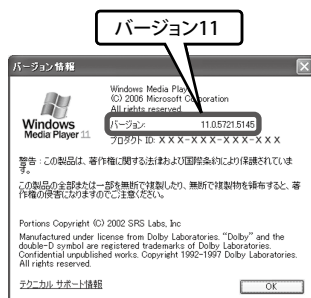 バージョン11
バージョン情報
Windows Media Play
(C) 2006 Microsoft Corporation
All rights reserved.
Windows
Media Player 11
バージョン: 11.0.5721.5145
プロダクト ID: XXX-XXX-XXX-XXX
警告 : この製品は、著作権に関する法律および国際条約により保護されていま
す。
この製品の全部または一部を無断で複製したり、無断で複製物を頒布すると、著
作権の侵害になりますのでご注意ください。
Portions Copyright (C) 2002 SRS Labs, Inc
Manufactured under license from Dolby Laboratories. "Dolby" and the
double-D symbol are registered trademarks of Dolby Laboratories.
Confidential unpublished works. Copyright 1992-1997 Dolby Laboratories.
All rights reserved.
テクニカル サポート情報
OK